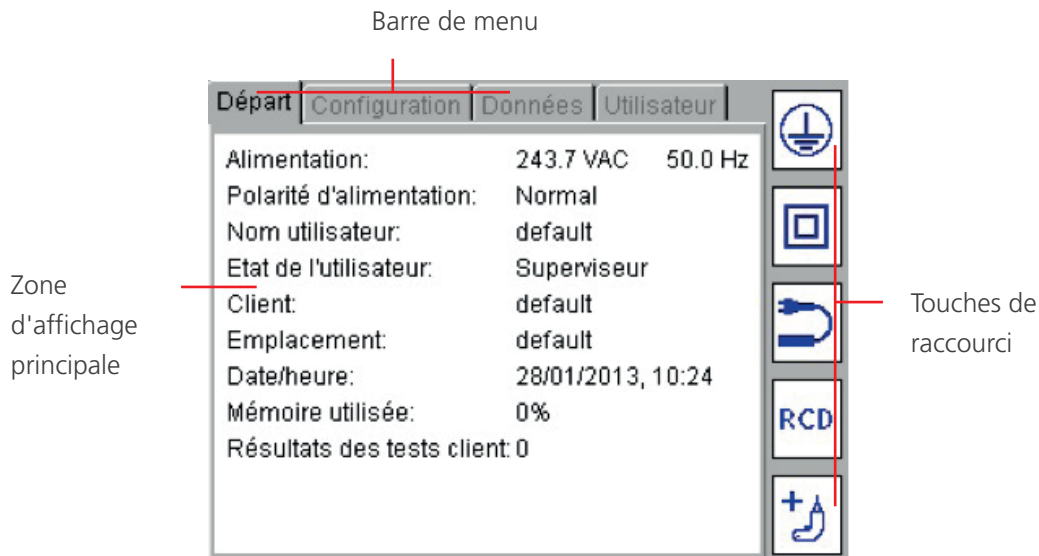 Barre de menu
Départ Configuration Données Utilisateur
Alimentation: 243.7 VAC 50.0 Hz
Polarité d'alimentation: Normal
Nom utilisateur: default
Etat de l'utilisateur: Superviseur
Client: default
Emplacement: default
Date/heure: 28/01/2013, 10:24
Mémoire utilisée: 0%
Résultats des tests client: 0
RCD
Zone
d'affichage
principale
Touches de
raccourci